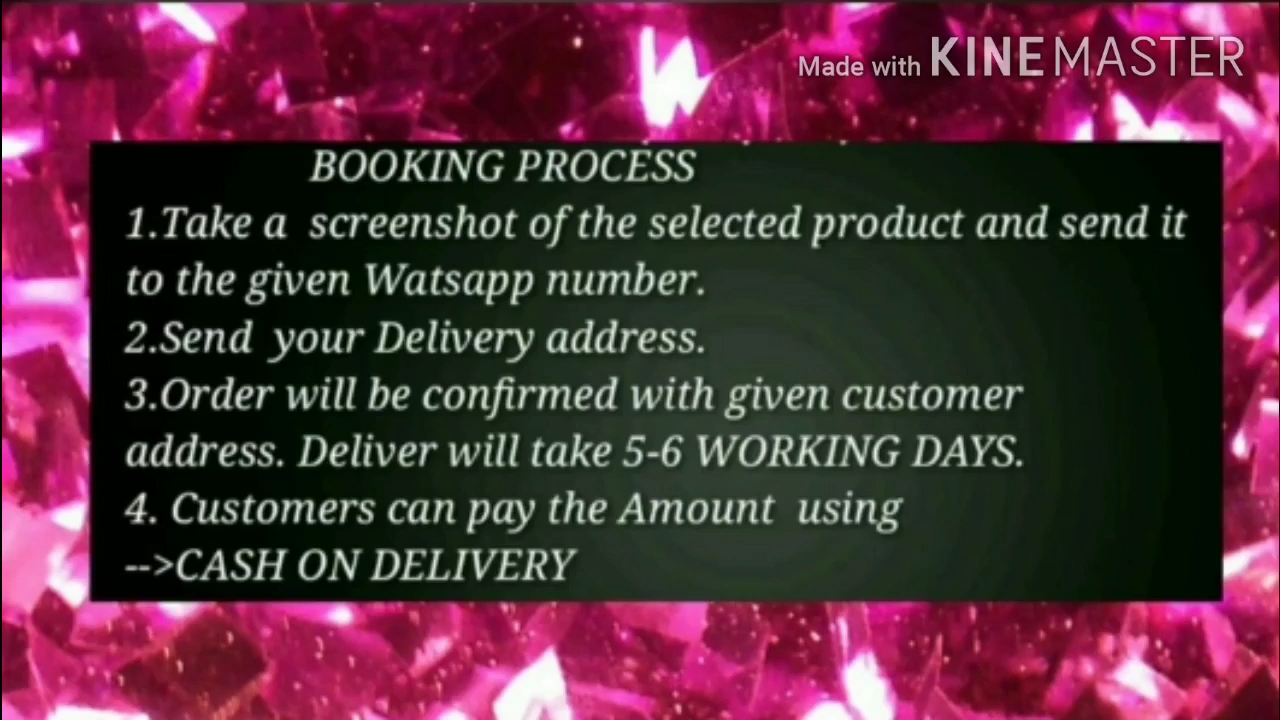 Made with KINEMASTER
BOOKING PROCESS
1.Take a screenshot of the selected product and send it
to the given Watsapp number.
2.Send your Delivery address.
3.Order will be confirmed with given customer
address. Deliver will take 5-6 WORKING DAYS.
4. Customers can pay the Amount using
-->CASH ON DELIVERY